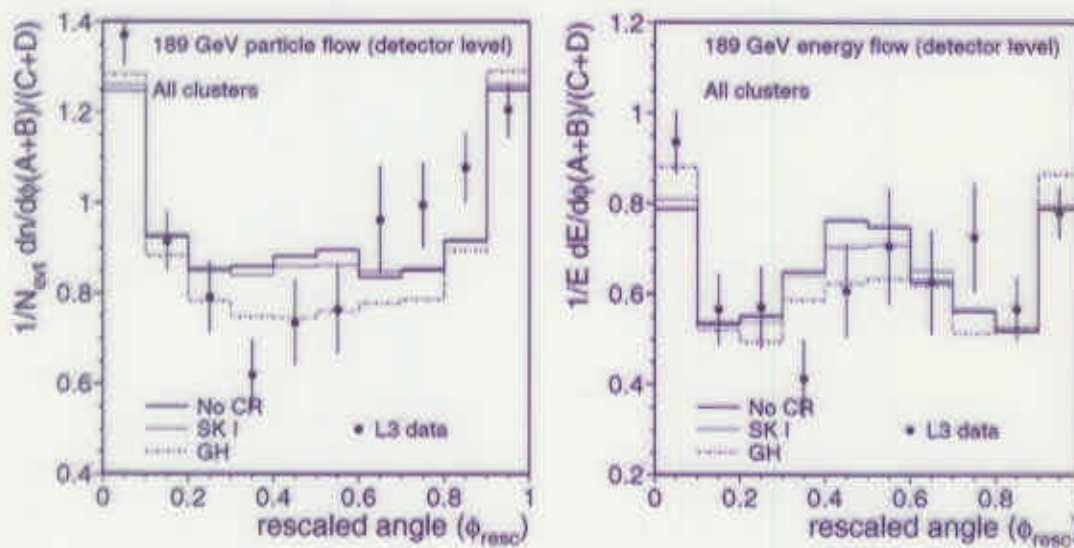 1.4
189 GeV particle flow (detector level)
All clusters
1.2
1
0.8
0.6
0.4
No CR
SK I
GH
L3 data
0 0.2 0.4 0.6 0.8 1
rescaled angle (ϕresc)
1/Nevt dn/dϕ(A+B)/(C+D)
1.2
189 GeV energy flow (detector level)
All clusters
1
0.8
0.6
0.4
0.2
No CR
SK I
GH
L3 data
0 0.2 0.4 0.6 0.8 1
rescaled angle (ϕresc)
1/E dE/dϕ(A+B)/(C+D)